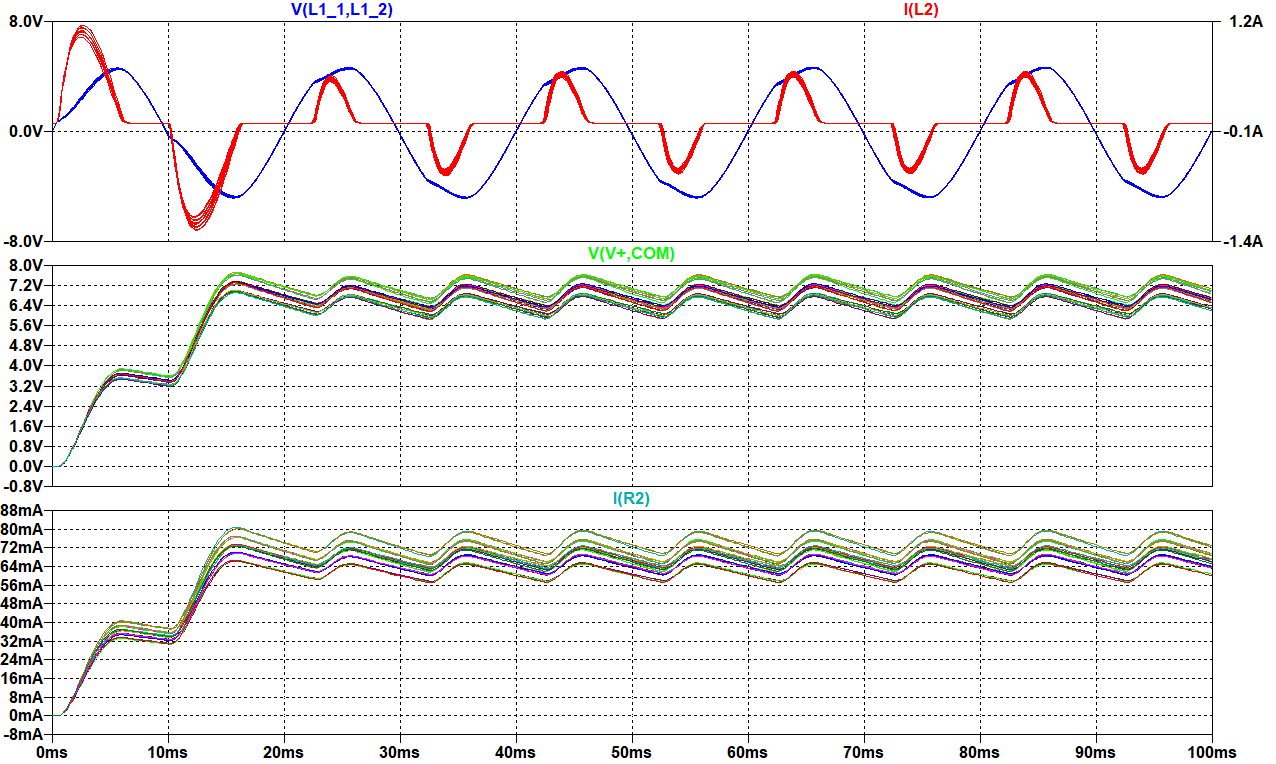 V(L1_1,L1_2) I(L2)
8.0V 1.2A
0.0V -0.1A
-8.0V -1.4A
V(V+,COM)
8.0V
7.2V
6.4V
5.6V
4.8V
4.0V
3.2V
2.4V
1.6V
0.8V
0.0V
-0.8V
I(R2)
88mA
80mA
72mA
64mA
56mA
48mA
40mA
32mA
24mA
16mA
8mA
0mA
-8mA
0ms 10ms 20ms 30ms 40ms 50ms 60ms 70ms 80ms 90ms 100ms